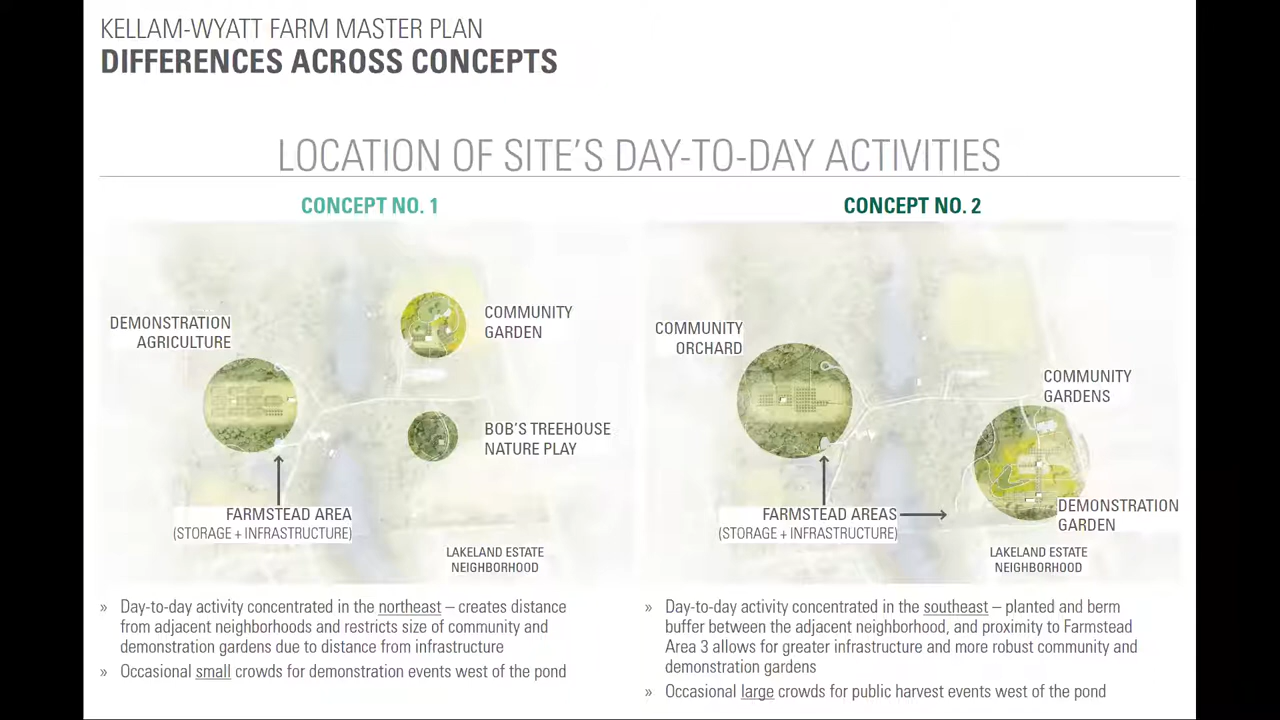 KELLAM-WYATT FARM MASTER PLAN
DIFFERENCES ACROSS CONCEPTS
LOCATION OF SITE'S DAY-TO-DAY ACTIVITIES
CONCEPT NO. 1
DEMONSTRATION
AGRICULTURE
COMMUNITY
GARDEN
BOB'S TREEHOUSE
NATURE PLAY
FARMSTEAD AREA
(STORAGE + INFRASTRUCTURE)
LAKELAND ESTATE
NEIGHBORHOOD
» Day-to-day activity concentrated in the northeast – creates distance
from adjacent neighborhoods and restricts size of community and
demonstration gardens due to distance from infrastructure
» Occasional small crowds for demonstration events west of the pond
CONCEPT NO. 2
COMMUNITY
ORCHARD
COMMUNITY
GARDENS
DEMONSTRATION
GARDEN
FARMSTEAD AREAS
(STORAGE + INFRASTRUCTURE)
LAKELAND ESTATE
NEIGHBORHOOD
» Day-to-day activity concentrated in the southeast – planted and berm
buffer between the adjacent neighborhood, and proximity to Farmstead
Area 3 allows for greater infrastructure and more robust community and
demonstration gardens
» Occasional large crowds for public harvest events west of the pond